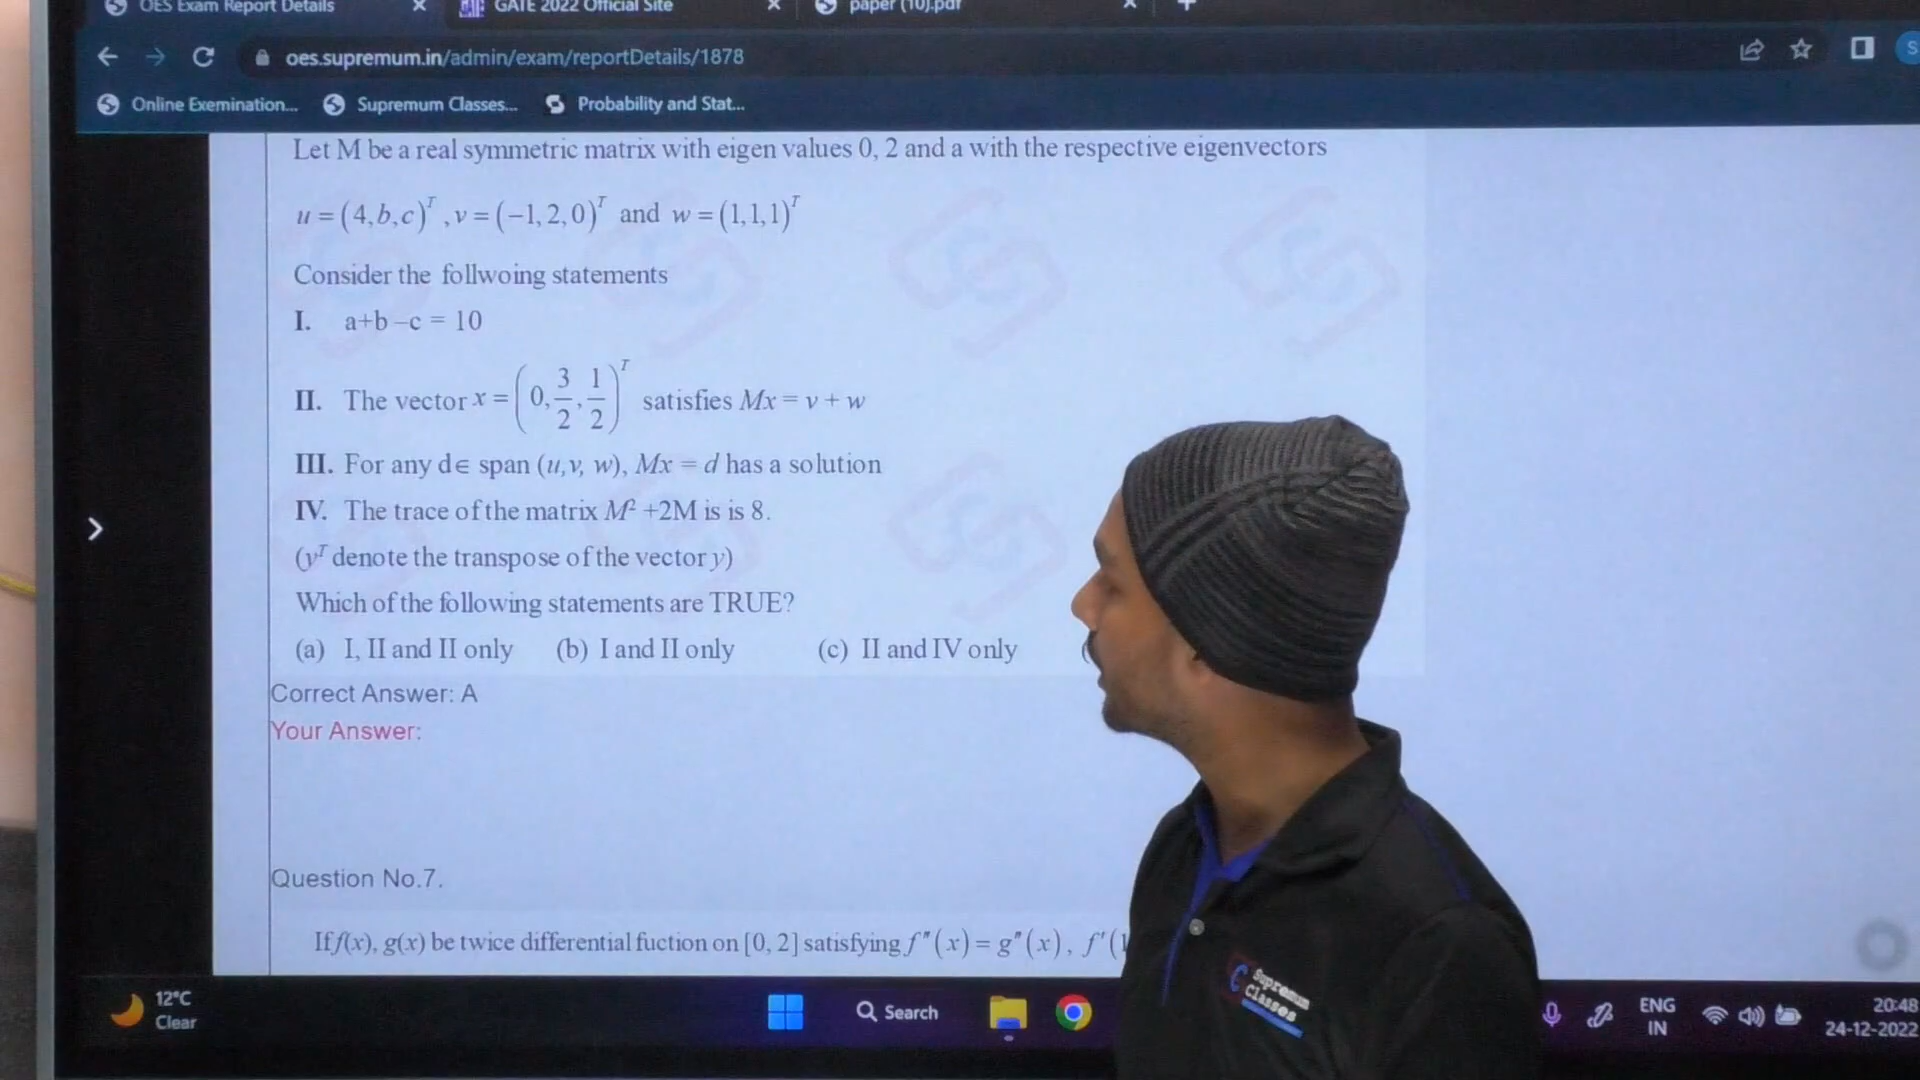 OES Exam Report Details
GATE 2022 Official Site
paper (10).pdf
oes.supremum.in/admin/exam/reportDetails/1878
Online Exemination...
Supremum Classes...
Probability and Stat...
Let M be a real symmetric matrix with eigen values 0, 2 and a with the respective eigenvectors
u = (4,b,c)ᵀ , v = (−1,2,0)ᵀ and w = (1,1,1)ᵀ
Consider the follwoing statements
I. a+b −c = 10
II. The vector x = (0, 3/2, 1/2)ᵀ satisfies Mx = v + w
III. For any d∈ span (u,v, w), Mx = d has a solution
IV. The trace of the matrix M² +2M is is 8.
(yᵀ denote the transpose of the vector y)
Which of the following statements are TRUE?
(a) I, II and II only (b) I and II only (c) II and IV only (
Correct Answer: A
Your Answer:
Question No.7.
If f(x), g(x) be twice differential fuction on [0, 2] satisfying f″(x) = g″(x), f′(1
12°C
Clear
Search
ENG
IN
20:48
24-12-2022
Supremum
Classes